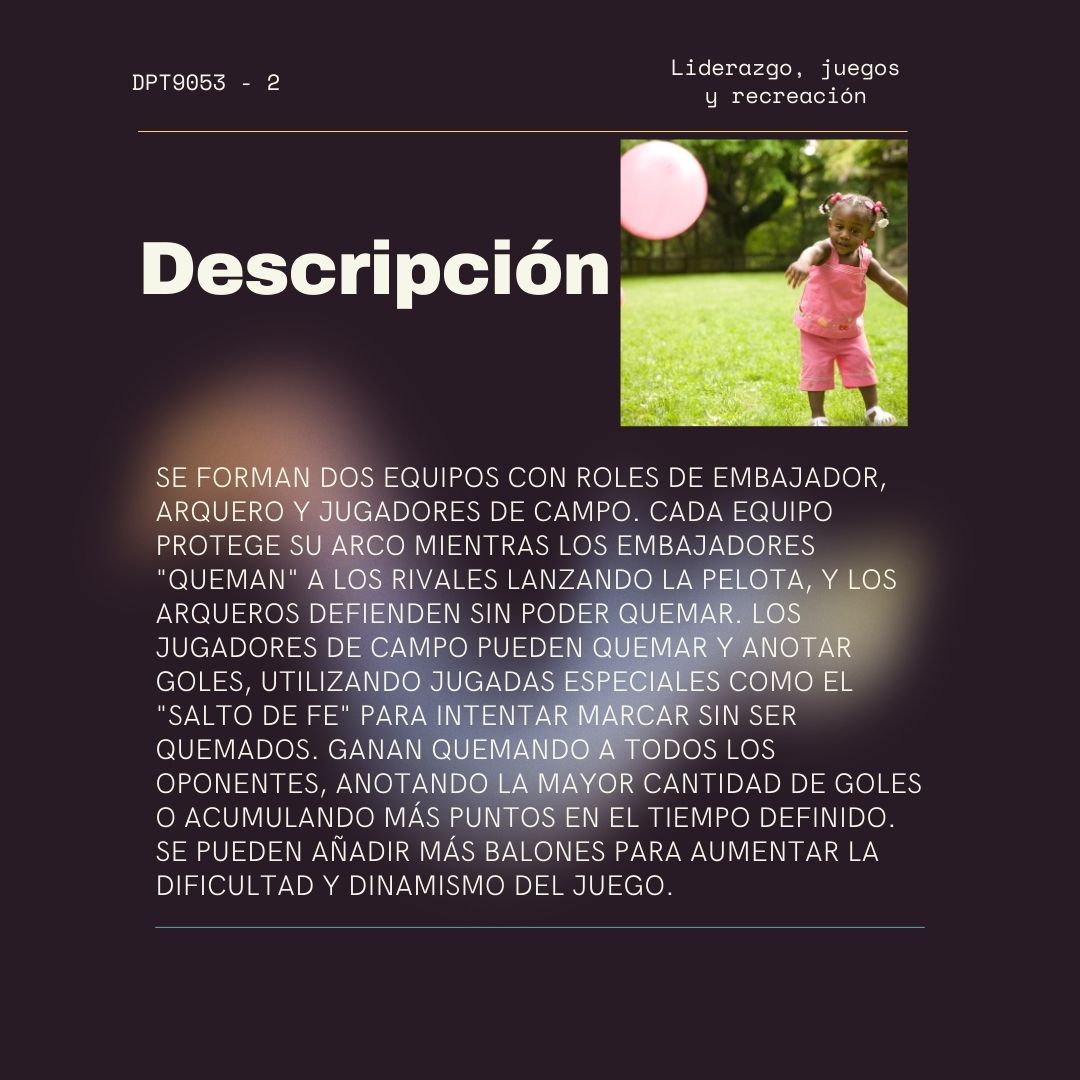 DPT9053 - 2
Liderazgo, juegos
y recreación
Descripción
SE FORMAN DOS EQUIPOS CON ROLES DE EMBAJADOR,
ARQUERO Y JUGADORES DE CAMPO. CADA EQUIPO
PROTEGE SU ARCO MIENTRAS LOS EMBAJADORES
"QUEMAN" A LOS RIVALES LANZANDO LA PELOTA, Y LOS
ARQUEROS DEFIENDEN SIN PODER QUEMAR. LOS
JUGADORES DE CAMPO PUEDEN QUEMAR Y ANOTAR
GOLES, UTILIZANDO JUGADAS ESPECIALES COMO EL
"SALTO DE FE" PARA INTENTAR MARCAR SIN SER
QUEMADOS. GANAN QUEMANDO A TODOS LOS
OPONENTES, ANOTANDO LA MAYOR CANTIDAD DE GOLES
O ACUMULANDO MÁS PUNTOS EN EL TIEMPO DEFINIDO.
SE PUEDEN AÑADIR MÁS BALONES PARA AUMENTAR LA
DIFICULTAD Y DINAMISMO DEL JUEGO.